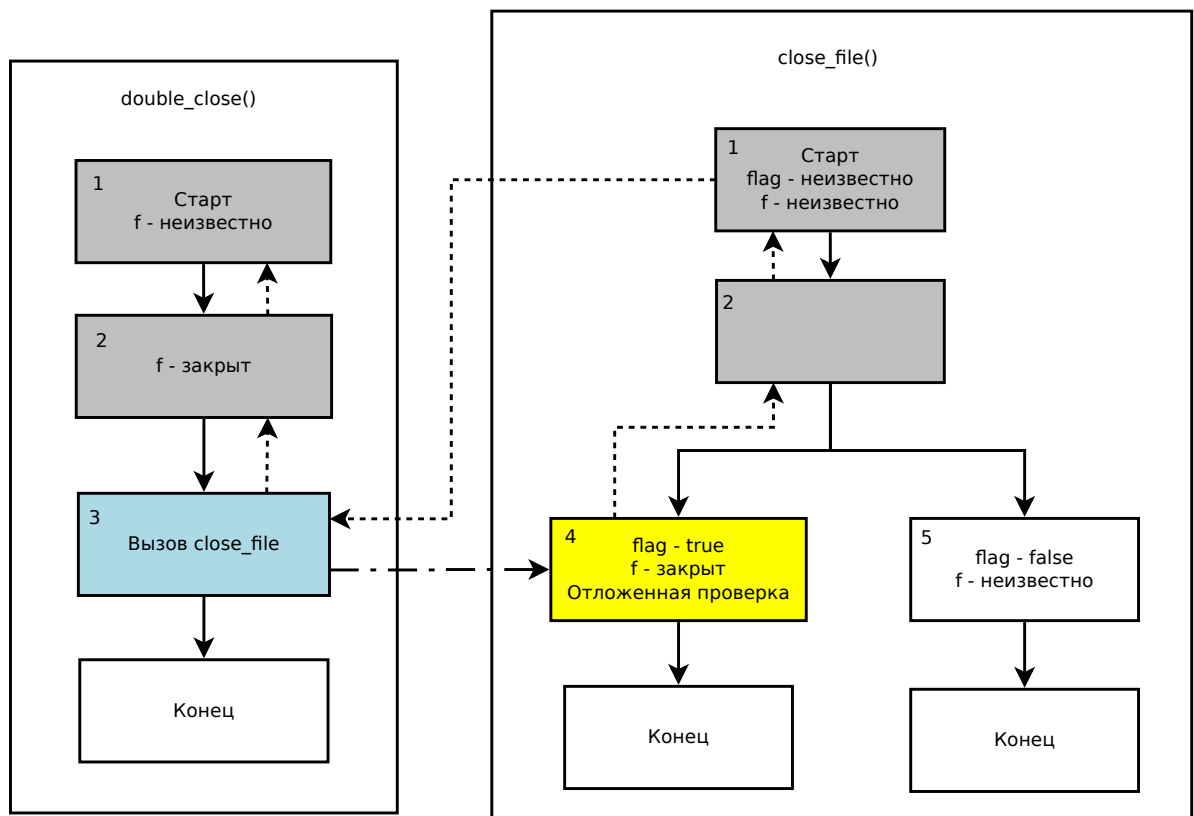 double_close()
1
Старт
f - неизвестно
2
f - закрыт
3
Вызов close_file
Конец
close_file()
1
Старт
flag - неизвестно
f - неизвестно
2
4
flag - true
f - закрыт
Отложенная проверка
5
flag - false
f - неизвестно
Конец
Конец